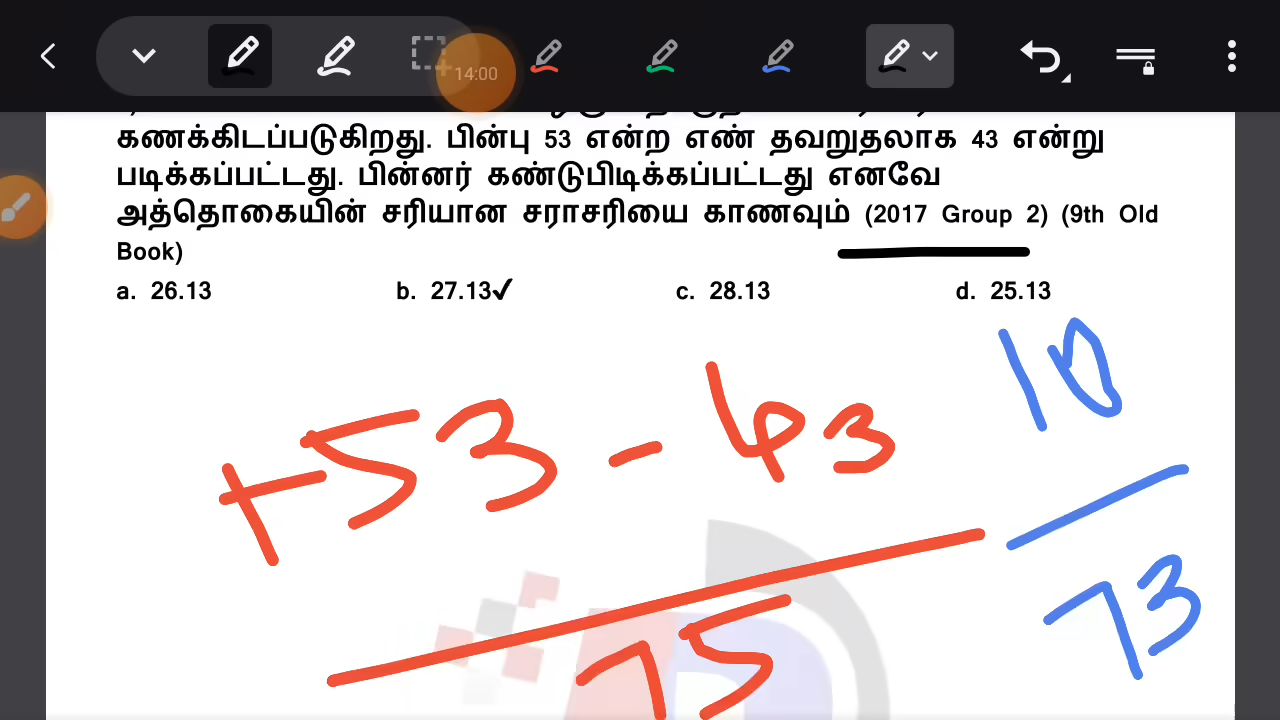 14:00
கணக்கிடப்படுகிறது. பின்பு 53 என்ற எண் தவறுதலாக 43 என்று
படிக்கப்பட்டது. பின்னர் கண்டுபிடிக்கப்பட்டது எனவே
அத்தொகையின் சரியான சராசரியை காணவும் (2017 Group 2) (9th Old
Book)
a. 26.13 b. 27.13✓ c. 28.13 d. 25.13
+53 - 43
75
10
73